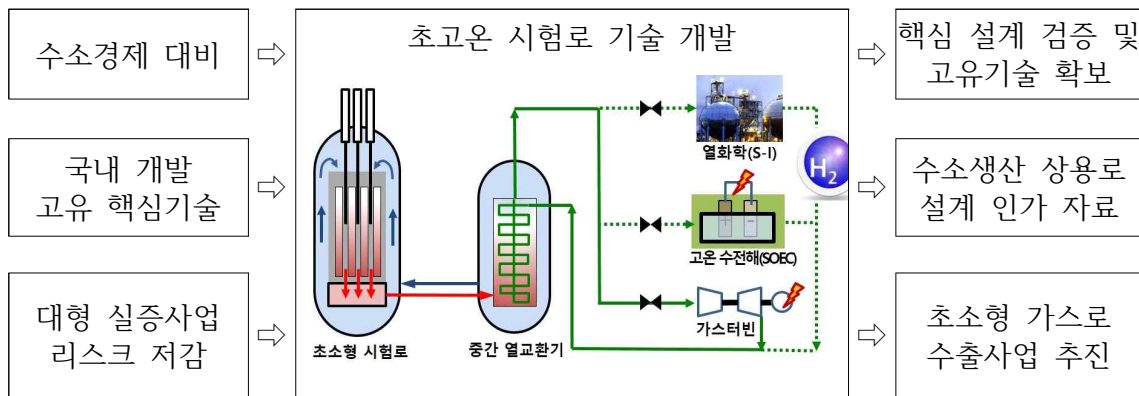 수소경제 대비
국내 개발
고유 핵심기술
대형 실증사업
리스크 저감
초고온 시험로 기술 개발
열화학(S-I)
H2
+ -
고온 수전해(SOEC)
가스터빈
초소형 시험로
중간 열교환기
핵심 설계 검증 및
고유기술 확보
수소생산 상용로
설계 인가 자료
초소형 가스로
수출사업 추진